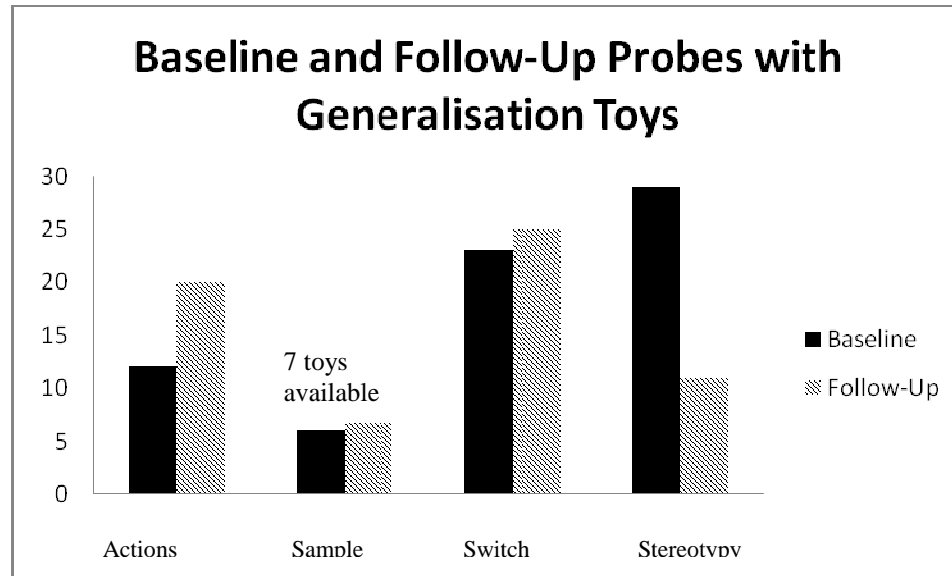 Baseline and Follow-Up Probes with
Generalisation Toys
30
25
20
15
10
5
0
7 toys
available
Baseline
Follow-Up
Actions
Sample
Switch
Stereotypy